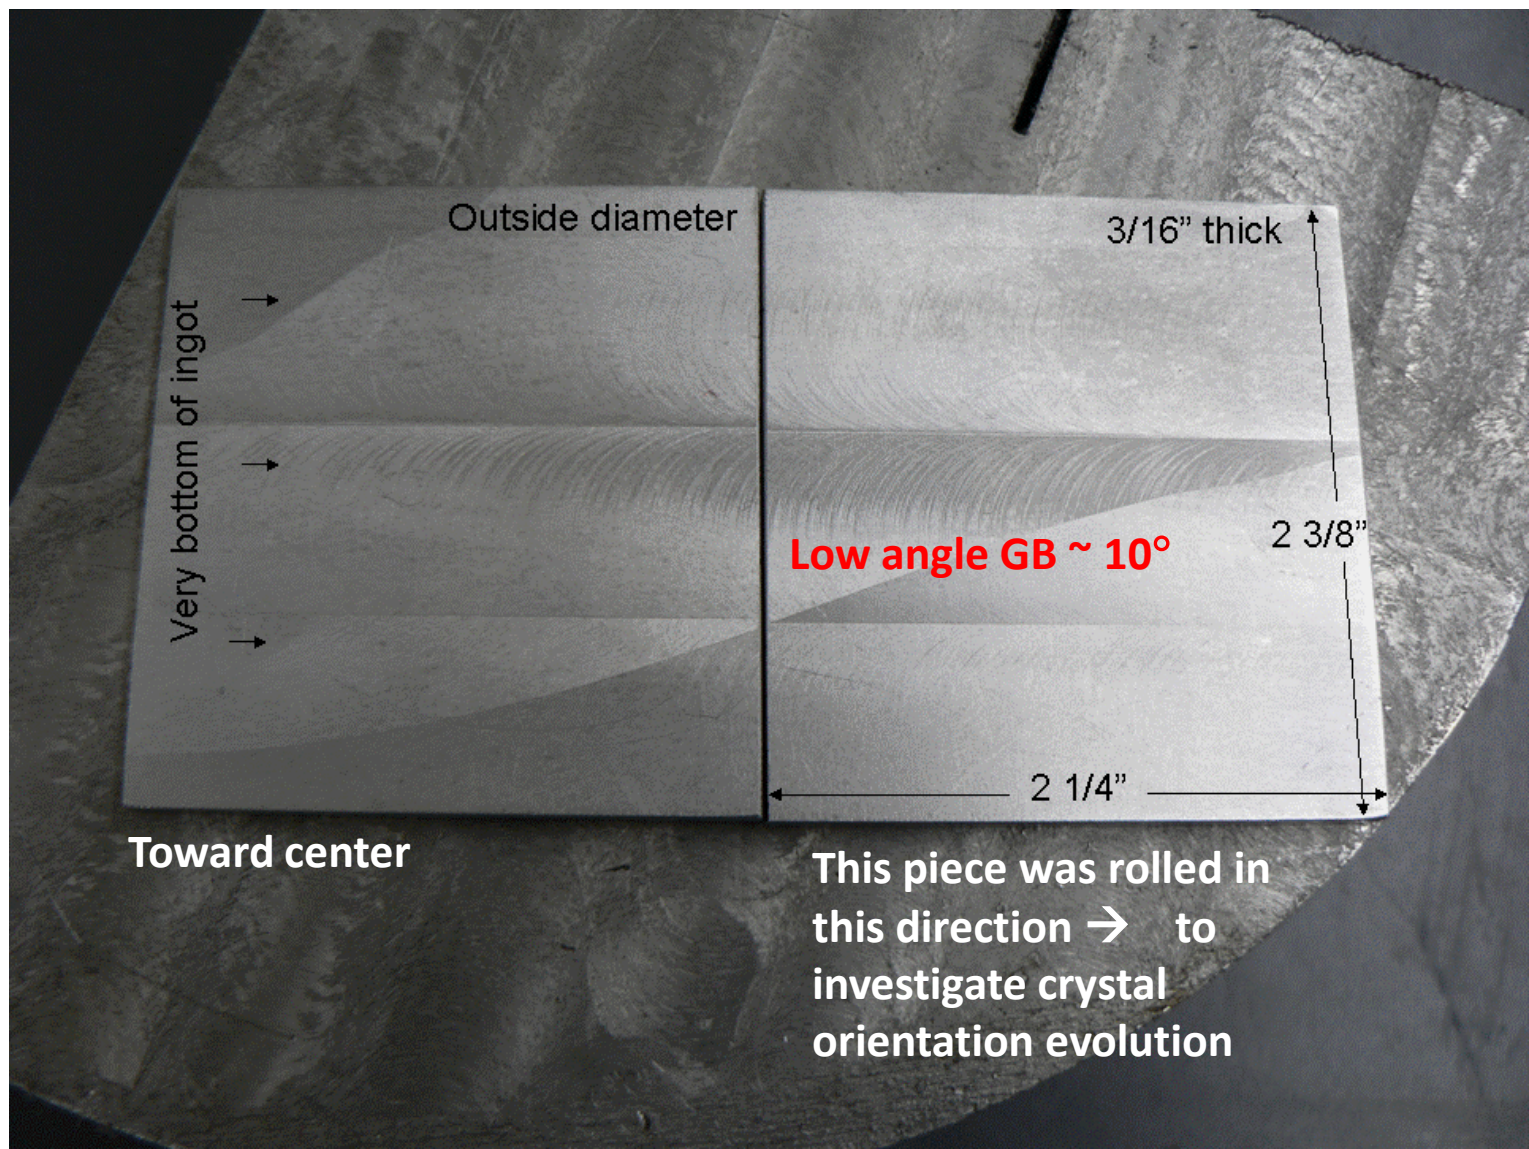 Outside diameter
3/16” thick
Very bottom of ingot
Low angle GB ~ 10°
2 3/8”
2 1/4”
Toward center
This piece was rolled in
this direction → to
investigate crystal
orientation evolution